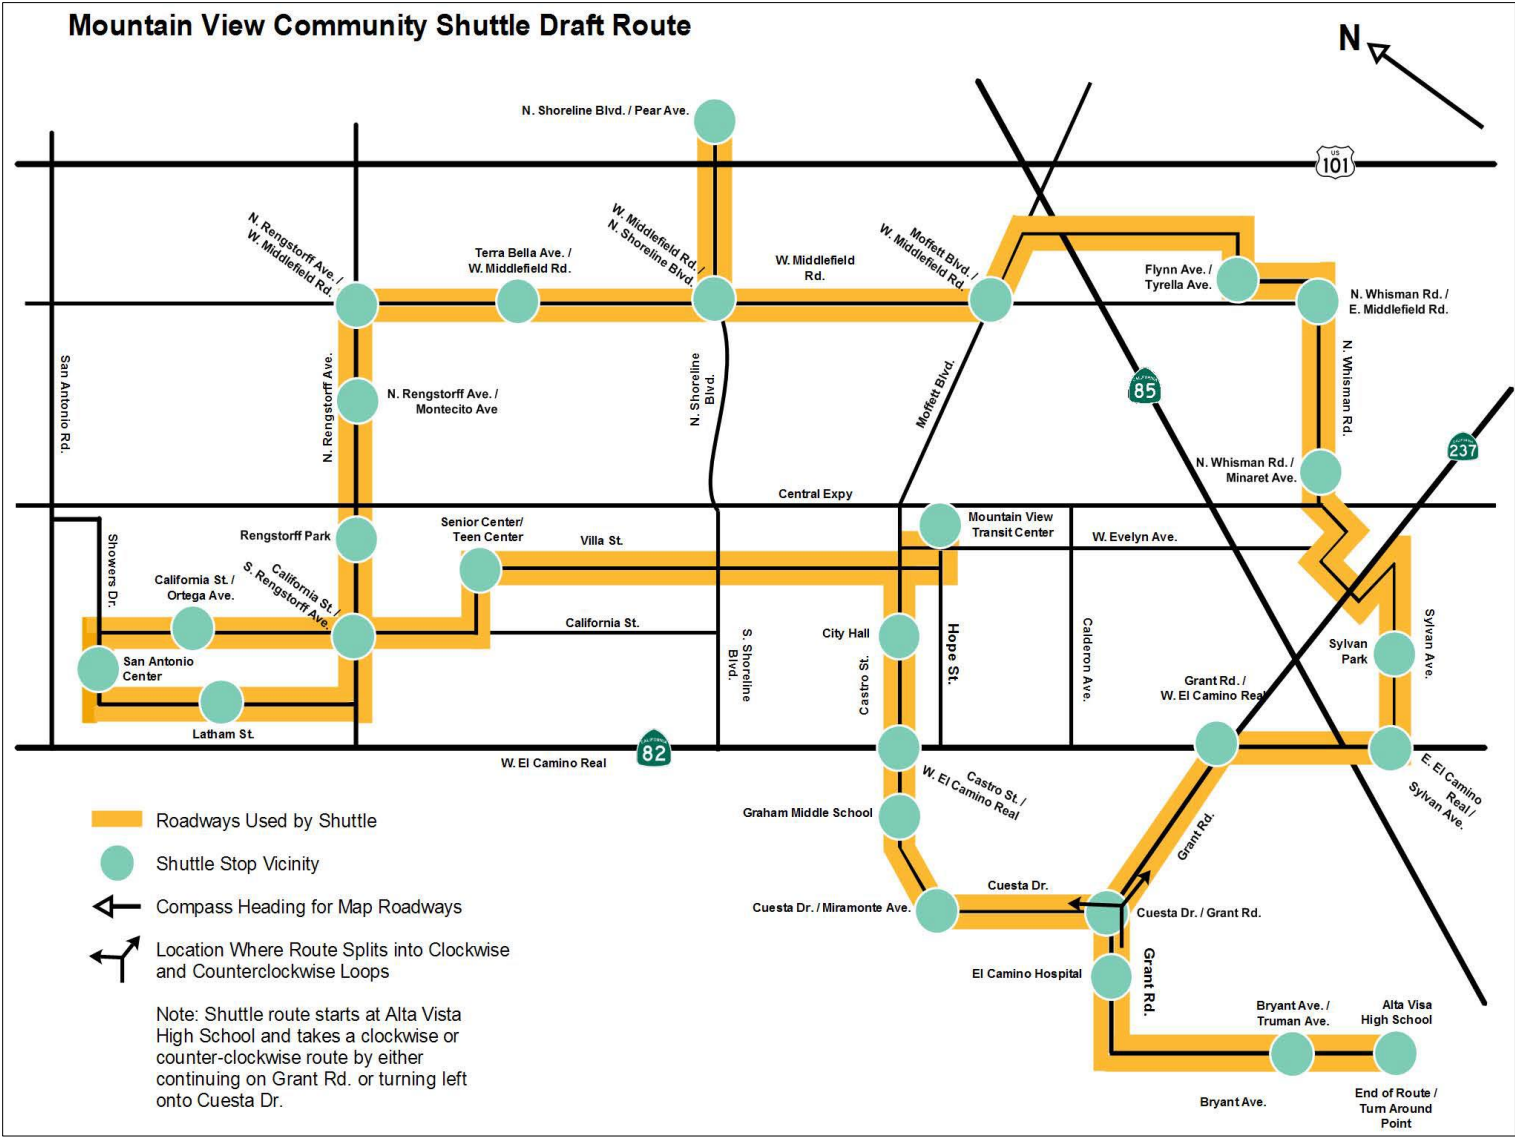 Mountain View Community Shuttle Draft Route
N
N. Shoreline Blvd. / Pear Ave.
US
101
N. Rengstorff Ave. /
W. Middlefield Rd.
Terra Bella Ave. /
W. Middlefield Rd.
W. Middlefield Rd. /
N. Shoreline Blvd.
W. Middlefield
Rd.
Moffett Blvd. /
W. Middlefield Rd.
Flynn Ave. /
Tyrella Ave.
N. Whisman Rd. /
E. Middlefield Rd.
San Antonio Rd.
N. Rengstorff Ave.
N. Rengstorff Ave. /
Montecito Ave
N. Shoreline
Blvd.
Moffett Blvd.
CALIFORNIA
85
N. Whisman Rd.
CALIFORNIA
237
N. Whisman Rd. /
Minaret Ave.
Central Expy
Showers Dr.
Rengstorff Park
Senior Center/
Teen Center
Villa St.
Mountain View
Transit Center
W. Evelyn Ave.
California St. /
Ortega Ave.
California St. /
S. Rengstorff Ave.
California St.
City Hall
San Antonio
Center
S. Shoreline
Blvd.
Castro St.
Hope St.
Calderon Ave.
Sylvan
Park
Sylvan Ave.
Grant Rd. /
W. El Camino Real
Latham St.
CALIFORNIA
82
W. El Camino Real
Castro St. /
W. El Camino Real
E. El Camino
Real /
Sylvan Ave.
Graham Middle School
Grant Rd.
Cuesta Dr.
Cuesta Dr. / Miramonte Ave.
Cuesta Dr. / Grant Rd.
El Camino Hospital
Grant Rd.
Bryant Ave. /
Truman Ave.
Alta Visa
High School
Bryant Ave.
End of Route /
Turn Around
Point
Roadways Used by Shuttle
Shuttle Stop Vicinity
Compass Heading for Map Roadways
Location Where Route Splits into Clockwise
and Counterclockwise Loops
Note: Shuttle route starts at Alta Vista
High School and takes a clockwise or
counter-clockwise route by either
continuing on Grant Rd. or turning left
onto Cuesta Dr.